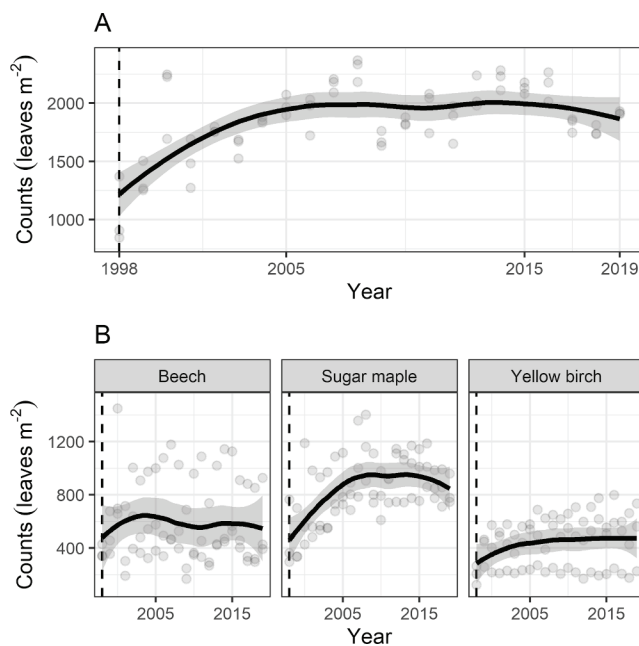 A
Counts (leaves m⁻²)
2000
1500
1000
1998
2005
2015
2019
Year
B
Beech
Sugar maple
Yellow birch
Counts (leaves m⁻²)
1200
800
400
2005
2015
2005
2015
2005
2015
Year